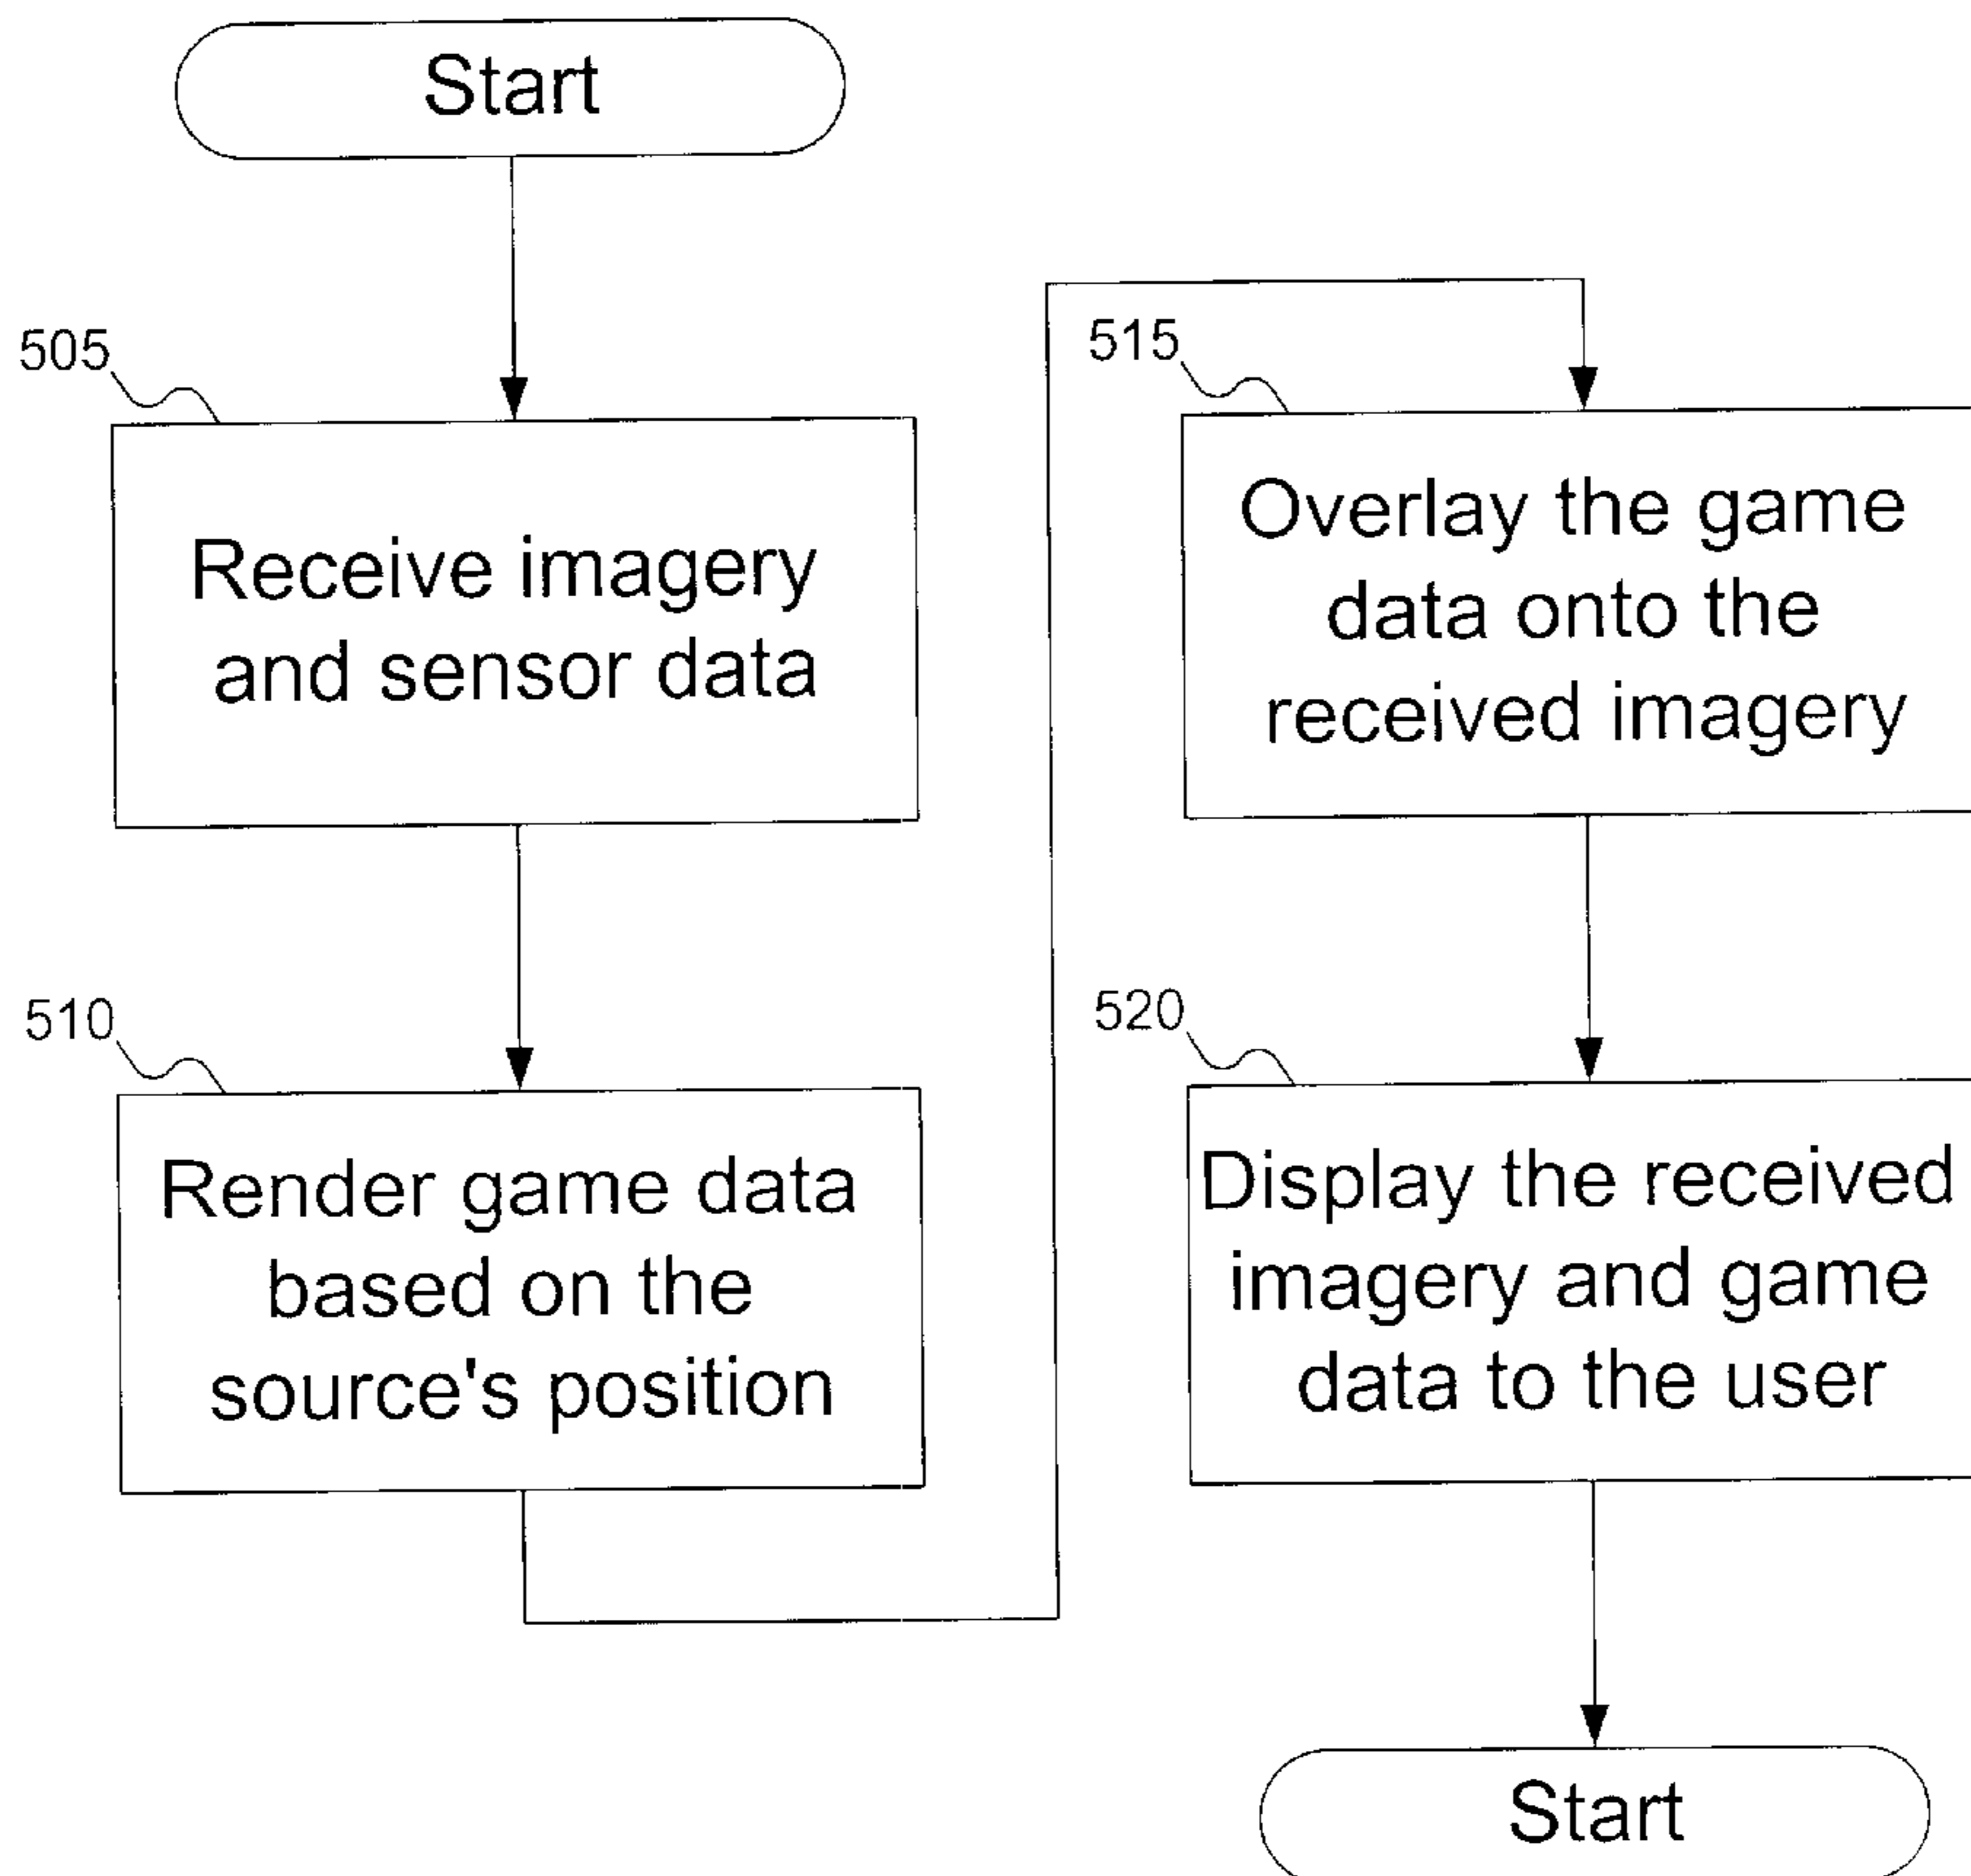 Start
505
Receive imagery
and sensor data
510
Render game data
based on the
source's position
515
Overlay the game
data onto the
received imagery
520
Display the received
imagery and game
data to the user
Start